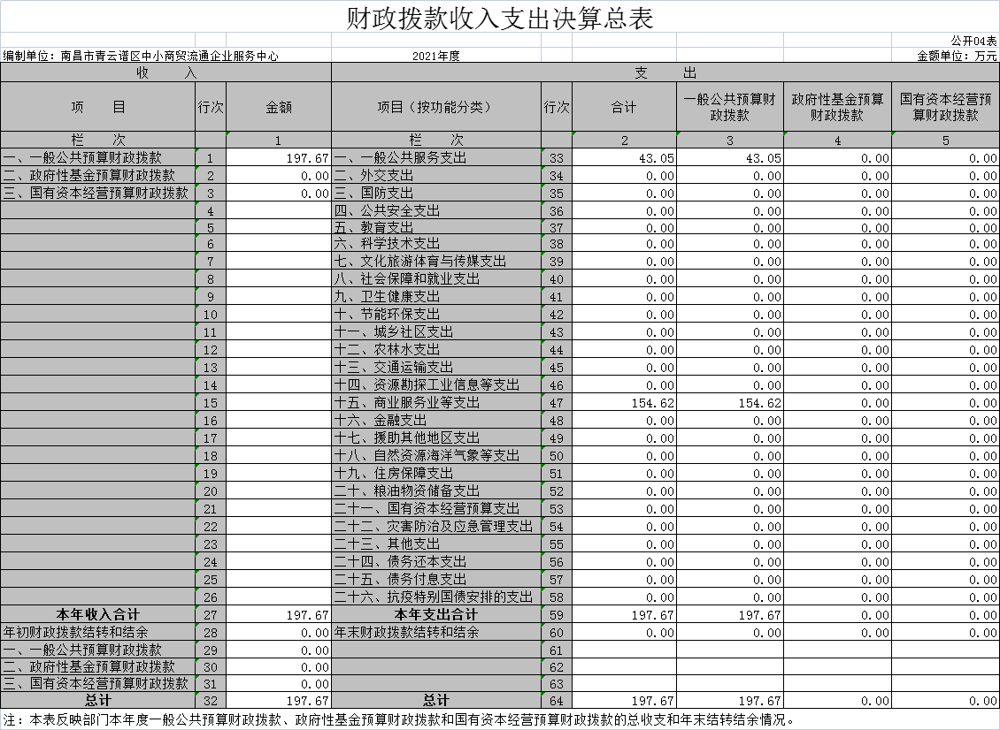 财政拨款收入支出决算总表
公开04表
编制单位：南昌市青云谱区中小商贸流通企业服务中心 2021年度 金额单位：万元
收 入 支 出
项 目 行次 金额 项目（按功能分类） 行次 合计 一般公共预算财政拨款 政府性基金预算财政拨款 国有资本经营预算财政拨款
栏 次 1 栏 次 2 3 4 5
一、一般公共预算财政拨款 1 197.67 一、一般公共服务支出 33 43.05 43.05 0.00 0.00
二、政府性基金预算财政拨款 2 0.00 二、外交支出 34 0.00 0.00 0.00 0.00
三、国有资本经营预算财政拨款 3 0.00 三、国防支出 35 0.00 0.00 0.00 0.00
4 四、公共安全支出 36 0.00 0.00 0.00 0.00
5 五、教育支出 37 0.00 0.00 0.00 0.00
6 六、科学技术支出 38 0.00 0.00 0.00 0.00
7 七、文化旅游体育与传媒支出 39 0.00 0.00 0.00 0.00
8 八、社会保障和就业支出 40 0.00 0.00 0.00 0.00
9 九、卫生健康支出 41 0.00 0.00 0.00 0.00
10 十、节能环保支出 42 0.00 0.00 0.00 0.00
11 十一、城乡社区支出 43 0.00 0.00 0.00 0.00
12 十二、农林水支出 44 0.00 0.00 0.00 0.00
13 十三、交通运输支出 45 0.00 0.00 0.00 0.00
14 十四、资源勘探工业信息等支出 46 0.00 0.00 0.00 0.00
15 十五、商业服务业等支出 47 154.62 154.62 0.00 0.00
16 十六、金融支出 48 0.00 0.00 0.00 0.00
17 十七、援助其他地区支出 49 0.00 0.00 0.00 0.00
18 十八、自然资源海洋气象等支出 50 0.00 0.00 0.00 0.00
19 十九、住房保障支出 51 0.00 0.00 0.00 0.00
20 二十、粮油物资储备支出 52 0.00 0.00 0.00 0.00
21 二十一、国有资本经营预算支出 53 0.00 0.00 0.00 0.00
22 二十二、灾害防治及应急管理支出 54 0.00 0.00 0.00 0.00
23 二十三、其他支出 55 0.00 0.00 0.00 0.00
24 二十四、债务还本支出 56 0.00 0.00 0.00 0.00
25 二十五、债务付息支出 57 0.00 0.00 0.00 0.00
26 二十六、抗疫特别国债安排的支出 58 0.00 0.00 0.00 0.00
本年收入合计 27 197.67 本年支出合计 59 197.67 197.67 0.00 0.00
年初财政拨款结转和结余 28 0.00 年末财政拨款结转和结余 60 0.00 0.00 0.00 0.00
一、一般公共预算财政拨款 29 0.00 61
二、政府性基金预算财政拨款 30 0.00 62
三、国有资本经营预算财政拨款 31 0.00 63
总计 32 197.67 总计 64 197.67 197.67 0.00 0.00
注：本表反映部门本年度一般公共预算财政拨款、政府性基金预算财政拨款和国有资本经营预算财政拨款的总收支和年末结转结余情况。